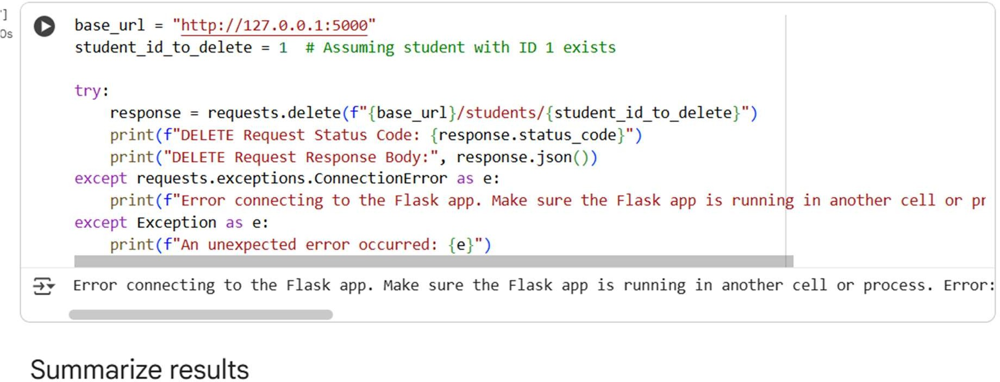 ']
0s
base_url = "http://127.0.0.1:5000"
student_id_to_delete = 1  # Assuming student with ID 1 exists
try:
    response = requests.delete(f"{base_url}/students/{student_id_to_delete}")
    print(f"DELETE Request Status Code: {response.status_code}")
    print("DELETE Request Response Body:", response.json())
except requests.exceptions.ConnectionError as e:
    print(f"Error connecting to the Flask app. Make sure the Flask app is running in another cell or pr
except Exception as e:
    print(f"An unexpected error occurred: {e}")
Error connecting to the Flask app. Make sure the Flask app is running in another cell or process. Error:
Summarize results